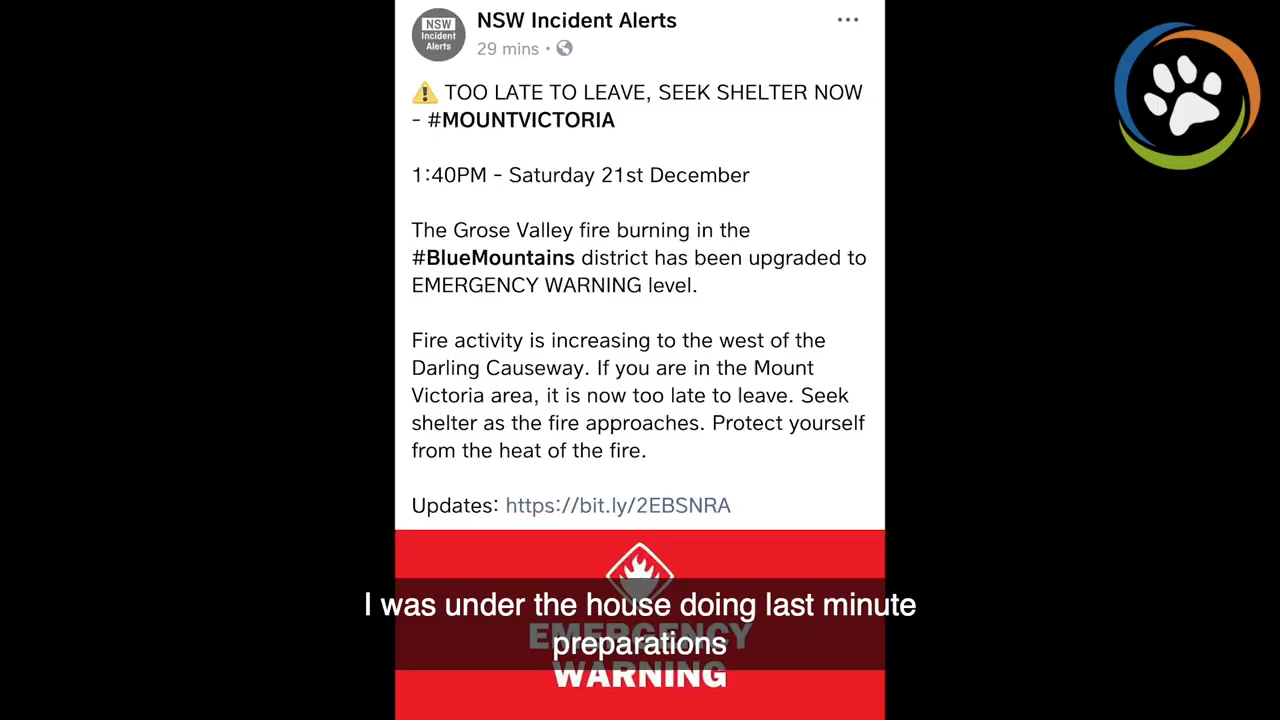 NSW Incident Alerts
NSW
Incident
Alerts
29 mins •
TOO LATE TO LEAVE, SEEK SHELTER NOW
- #MOUNTVICTORIA
1:40PM - Saturday 21st December
The Grose Valley fire burning in the
#BlueMountains district has been upgraded to
EMERGENCY WARNING level.
Fire activity is increasing to the west of the
Darling Causeway. If you are in the Mount
Victoria area, it is now too late to leave. Seek
shelter as the fire approaches. Protect yourself
from the heat of the fire.
Updates: https://bit.ly/2EBSNRA
I was under the house doing last minute
EMERGENCY
preparations
WARNING